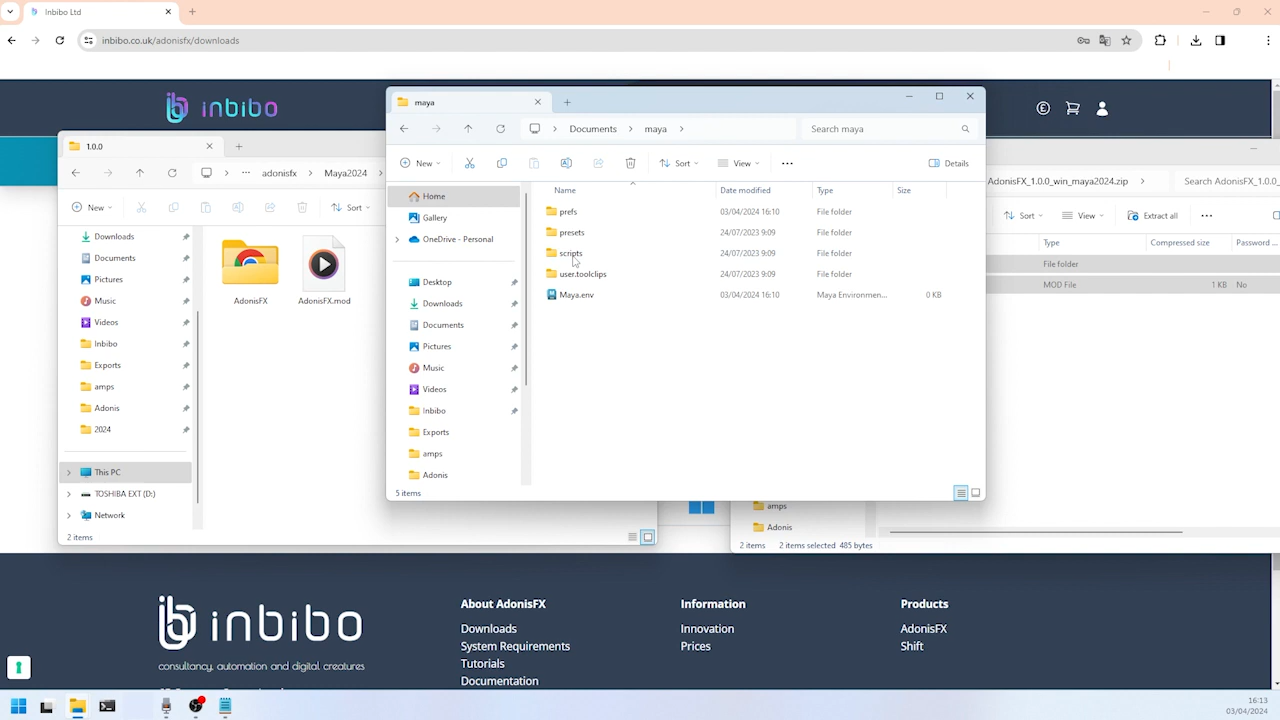 Inbibo Ltd
inbibo.co.uk/adonisfx/downloads
inbibo
1.0.0
adonisfx
Maya2024
New
Sort
Downloads
Documents
Pictures
Music
Videos
Inbibo
Exports
amps
Adonis
2024
This PC
TOSHIBA EXT (D:)
Network
2 items
AdonisFX
AdonisFX.mod
maya
Documents
maya
Search maya
New
Sort
View
Details
Home
Gallery
OneDrive - Personal
Desktop
Downloads
Documents
Pictures
Music
Videos
Inbibo
Exports
amps
Adonis
5 items
Name
Date modified
Type
Size
prefs
03/04/2024 16:10
File folder
presets
24/07/2023 9:09
File folder
scripts
24/07/2023 9:09
File folder
user.toolclips
24/07/2023 9:09
File folder
Maya.env
03/04/2024 16:10
Maya Environmen...
0 KB
AdonisFX_1.0.0_win_maya2024.zip
Search AdonisFX_1.0.0_
Sort
View
Extract all
Type
Compressed size
Password ...
File folder
MOD File
1 KB
No
amps
Adonis
2 items
2 items selected 485 bytes
inbibo
consultancy, automation and digital creatures
About AdonisFX
Downloads
System Requirements
Tutorials
Documentation
Information
Innovation
Prices
Products
AdonisFX
Shift
16:13
03/04/2024